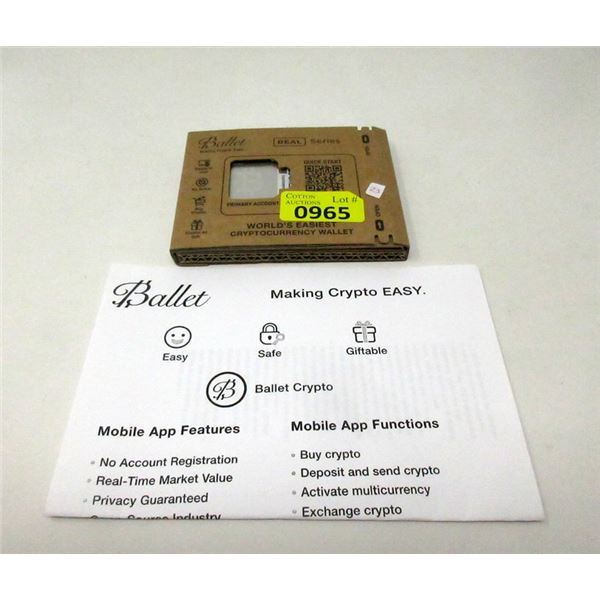 Ballet
REAL Series
QUICK START
23
PRIMARY ACCOUNT
COTTON AUCTIONS Lot #
0965
WORLD'S EASIEST
CRYPTOCURRENCY WALLET
Ballet
Making Crypto EASY.
Easy
Safe
Giftable
Ballet Crypto
Mobile App Features
• No Account Registration
• Real-Time Market Value
• Privacy Guaranteed
Mobile App Functions
• Buy crypto
• Deposit and send crypto
• Activate multicurrency
• Exchange crypto